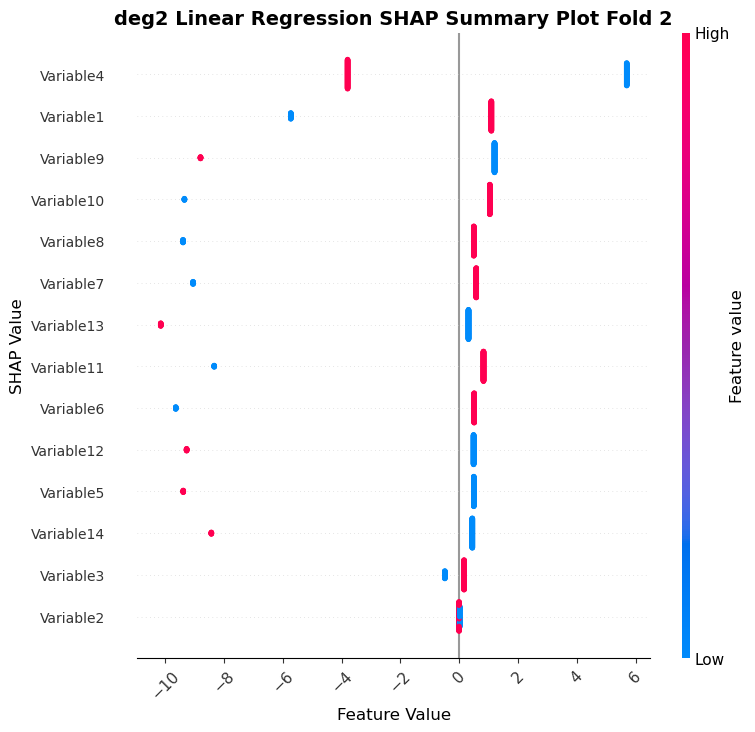 deg2 Linear Regression SHAP Summary Plot Fold 2
High
Variable4
Variable1
Variable9
Variable10
Variable8
Variable7
Variable13
Variable11
Variable6
Variable12
Variable5
Variable14
Variable3
Variable2
SHAP Value
Feature value
Low
−10 −8 −6 −4 −2 0 2 4 6
Feature Value